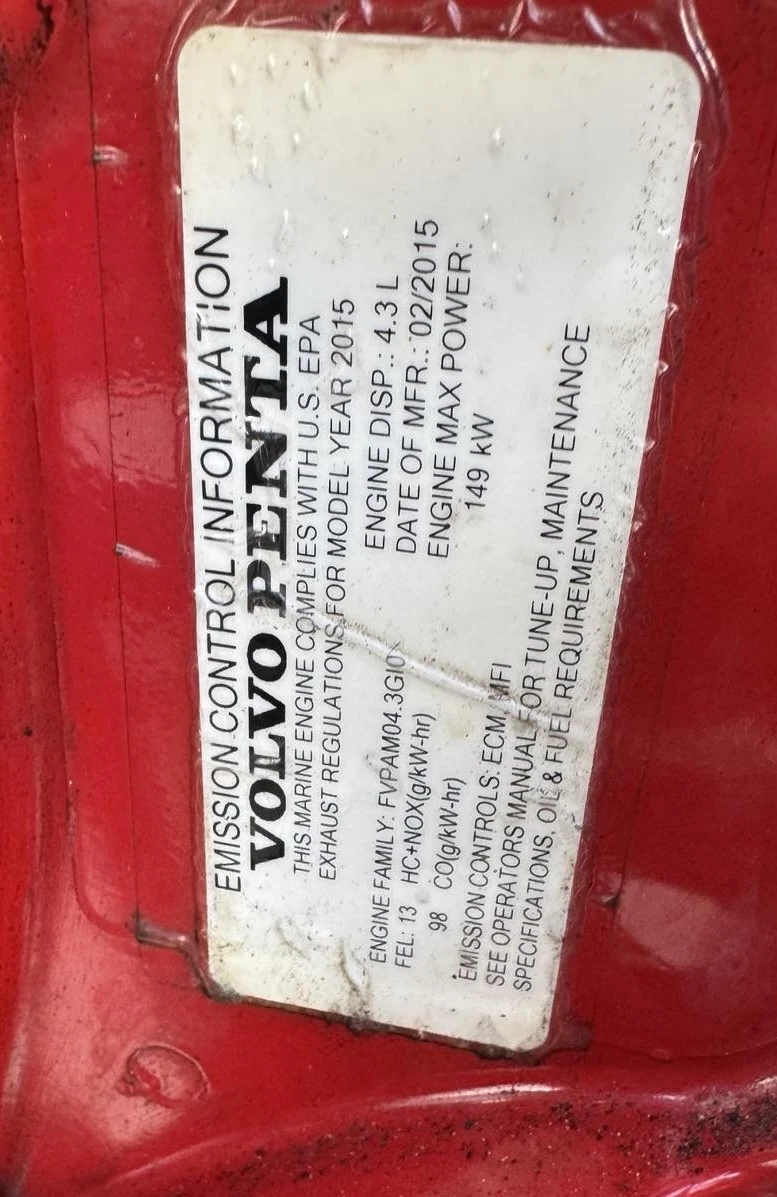 EMISSION CONTROL INFORMATION
VOLVO PENTA
THIS MARINE ENGINE COMPLIES WITH U.S. EPA
EXHAUST REGULATIONS FOR MODEL YEAR 2015
ENGINE FAMILY:
FEL: 13 HC+NOX(g/kW-hr)
98 CO(g/kW-hr)
ENGINE DISP.: 4.3 L
DATE OF MFR.: 02/2015
ENGINE MAX POWER:
149 kW
EMISSION CONTROLS: ECM, MFI
SEE OPERATORS MANUAL FOR TUNE-UP, MAINTENANCE
SPECIFICATIONS, OIL & FUEL REQUIREMENTS